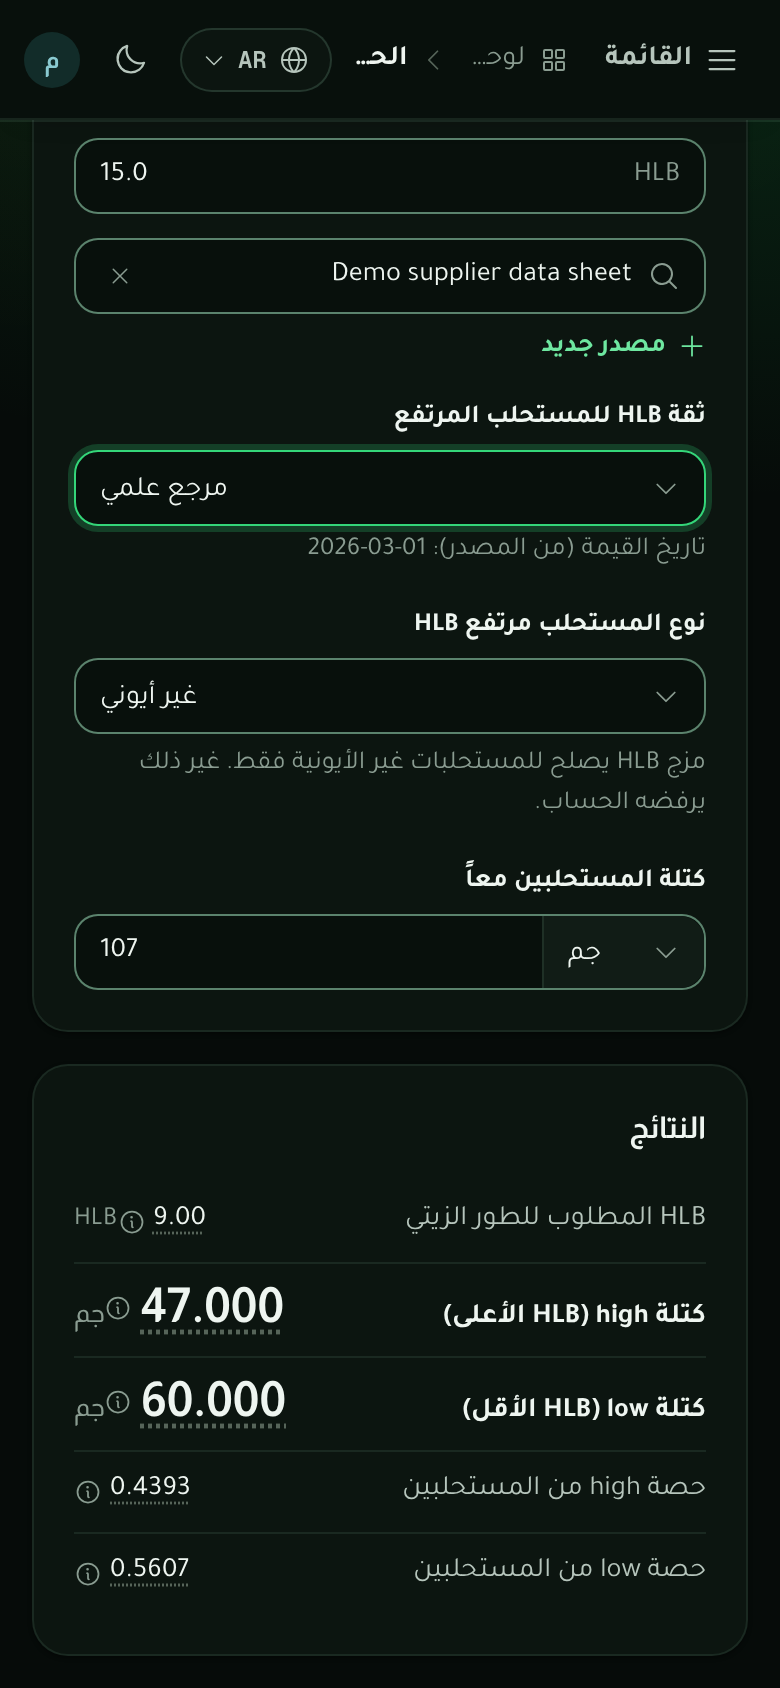 القائمة
لوحـ...
الحـ...
AR
م
15.0 HLB
Demo supplier data sheet
مصدر جديد
ثقة HLB للمستحلب المرتفع
مرجع علمي
تاريخ القيمة (من المصدر): 2026-03-01
نوع المستحلب مرتفع HLB
غير أيوني
مزج HLB يصلح للمستحلبات غير الأيونية فقط. غير ذلك
يرفضه الحساب.
كتلة المستحلبين معاً
جم 107
النتائج
HLB المطلوب للطور الزيتي 9.00 HLB
كتلة high (HLB الأعلى) 47.000 جم
كتلة low (HLB الأقل) 60.000 جم
حصة high من المستحلبين 0.4393
حصة low من المستحلبين 0.5607